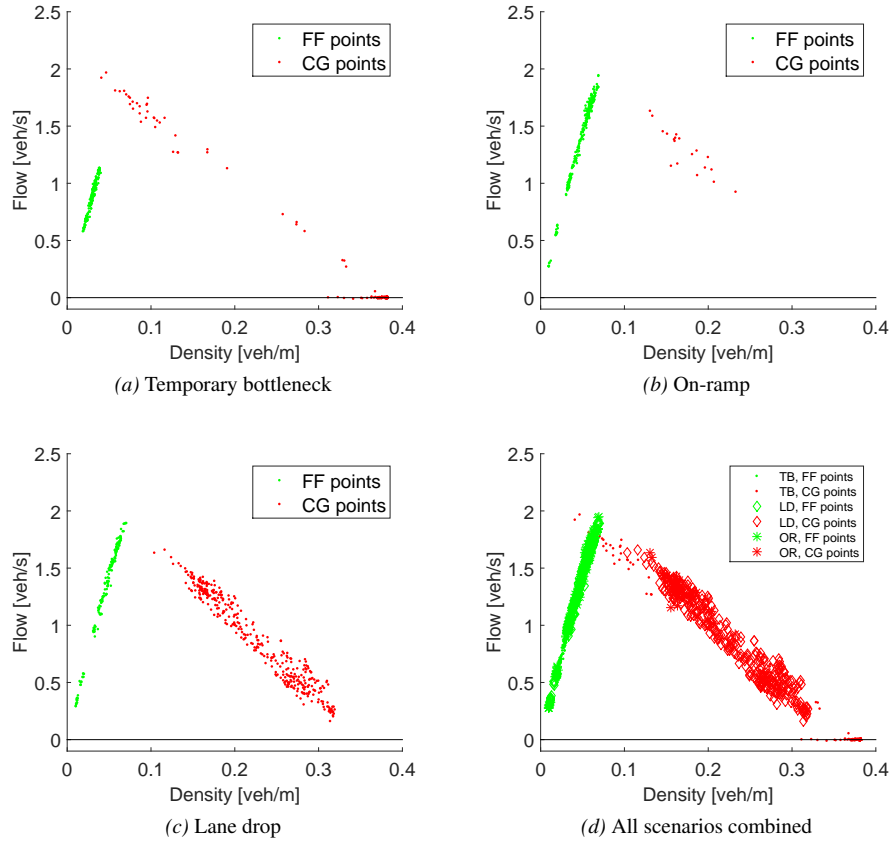 2.5
2
1.5
1
0.5
0
Flow [veh/s]
FF points
CG points
0 0.1 0.2 0.3 0.4
Density [veh/m]
(a) Temporary bottleneck
2.5
2
1.5
1
0.5
0
Flow [veh/s]
FF points
CG points
0 0.1 0.2 0.3 0.4
Density [veh/m]
(b) On-ramp
2.5
2
1.5
1
0.5
0
Flow [veh/s]
FF points
CG points
0 0.1 0.2 0.3 0.4
Density [veh/m]
(c) Lane drop
2.5
2
1.5
1
0.5
0
Flow [veh/s]
TB, FF points
TB, CG points
LD, FF points
LD, CG points
OR, FF points
OR, CG points
0 0.1 0.2 0.3 0.4
Density [veh/m]
(d) All scenarios combined